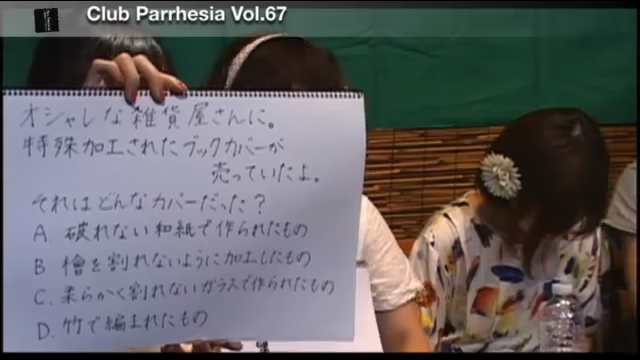 Club Parrhesia Vol.67
オシャレな雑貨屋さんに。
特殊加工されたブックカバーが
売っていたよ。
それはどんなカバーだった？
A. 破れない和紙で作られたもの
B 檜を割れないように加工したもの
C. 柔らかく割れないガラスで作られたもの
D. 竹で編まれたもの